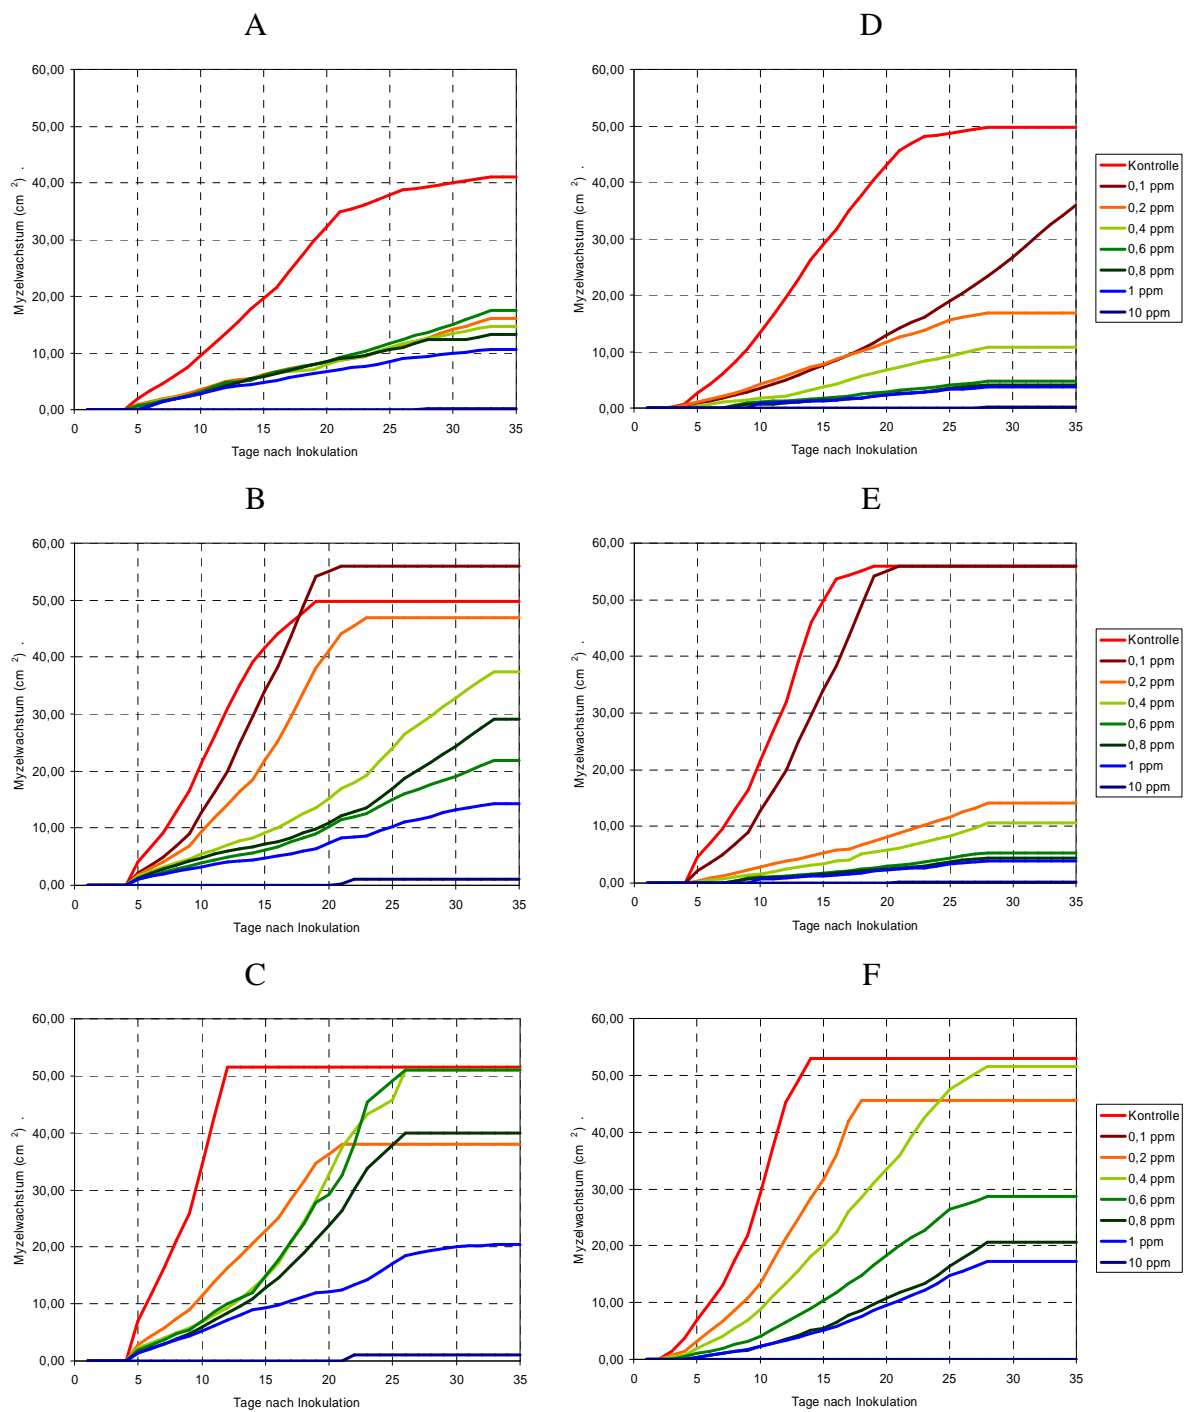 A
60,00
50,00
40,00
30,00
20,00
10,00
0,00
0 5 10 15 20 25 30 35
Myzelwachstum (cm ²) .
Tage nach Inokulation
D
60,00
50,00
40,00
30,00
20,00
10,00
0,00
0 5 10 15 20 25 30 35
Myzelwachstum (cm ²) .
Tage nach Inokulation
Kontrolle
0,1 ppm
0,2 ppm
0,4 ppm
0,6 ppm
0,8 ppm
1 ppm
10 ppm
B
60,00
50,00
40,00
30,00
20,00
10,00
0,00
0 5 10 15 20 25 30 35
Myzelwachstum (cm ²) .
Tage nach Inokulation
E
60,00
50,00
40,00
30,00
20,00
10,00
0,00
0 5 10 15 20 25 30 35
Myzelwachstum (cm ²) .
Tage nach Inokulation
Kontrolle
0,1 ppm
0,2 ppm
0,4 ppm
0,6 ppm
0,8 ppm
1 ppm
10 ppm
C
60,00
50,00
40,00
30,00
20,00
10,00
0,00
0 5 10 15 20 25 30 35
Myzelwachstum (cm ²) .
Tage nach Inokulation
F
60,00
50,00
40,00
30,00
20,00
10,00
0,00
0 5 10 15 20 25 30 35
Myzelwachstum (cm ²) .
Tage nach Inokulation
Kontrolle
0,1 ppm
0,2 ppm
0,4 ppm
0,6 ppm
0,8 ppm
1 ppm
10 ppm